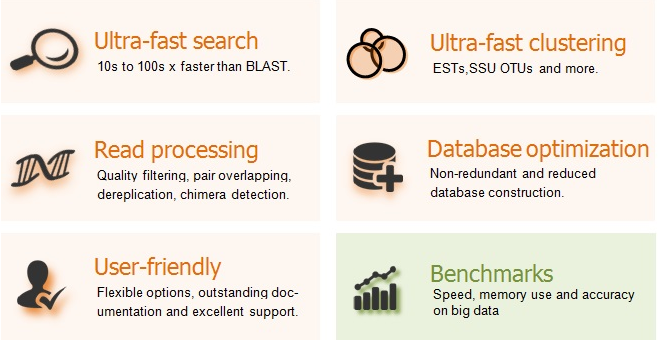 Ultra-fast search
10s to 100s x faster than BLAST.
Ultra-fast clustering
ESTs,SSU OTUs and more.
Read processing
Quality filtering, pair overlapping,
dereplication, chimera detection.
Database optimization
Non-redundant and reduced
database construction.
User-friendly
Flexible options, outstanding doc-
umentation and excellent support.
Benchmarks
Speed, memory use and accuracy
on big data